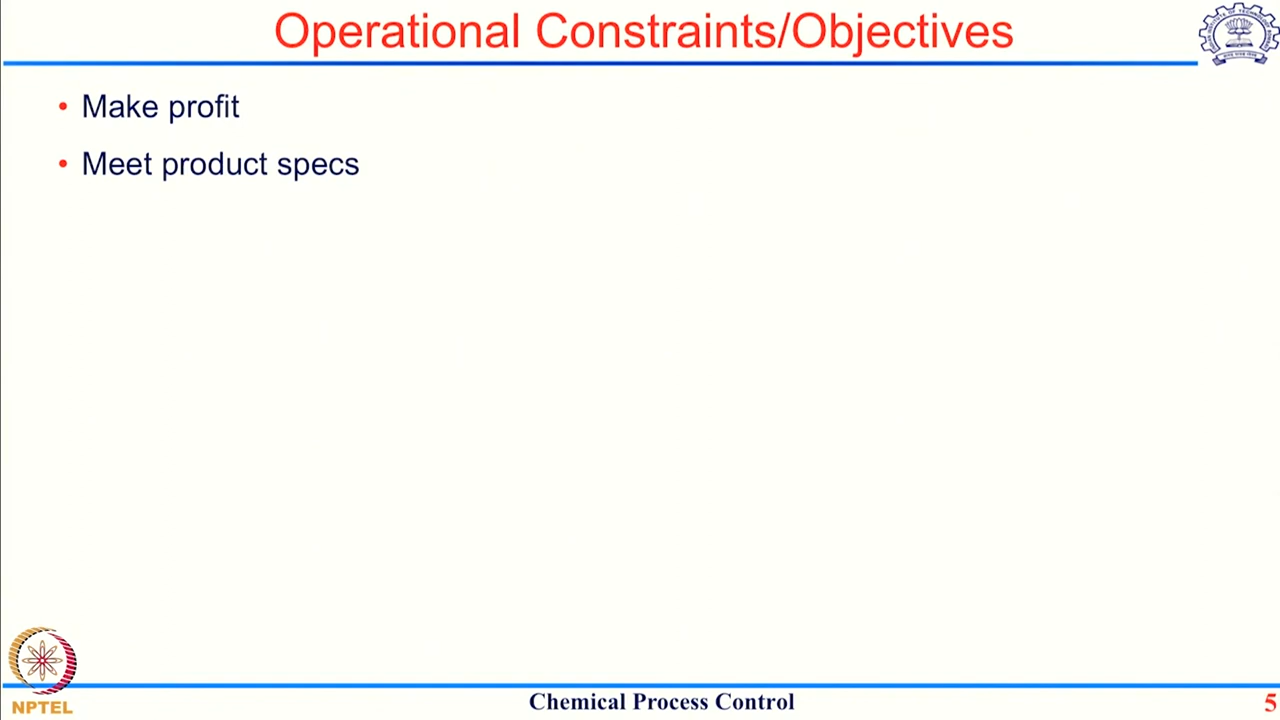 Operational Constraints/Objectives
• Make profit
• Meet product specs
NPTEL
Chemical Process Control
5